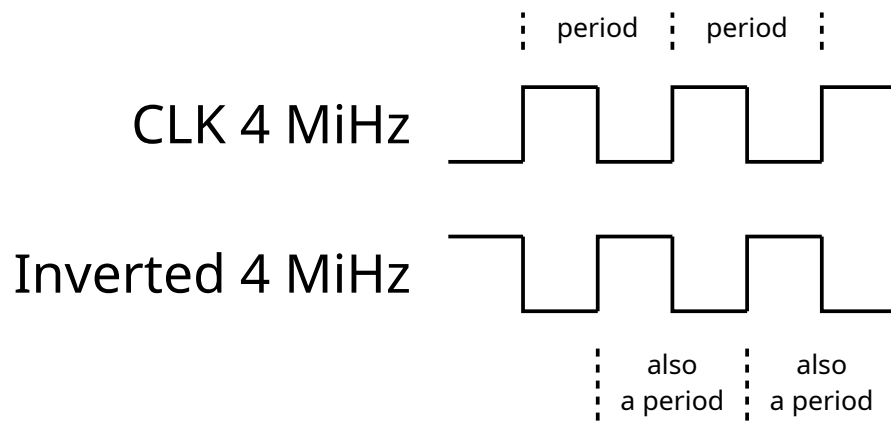 period period
CLK 4 MiHz
Inverted 4 MiHz
also also
a period a period